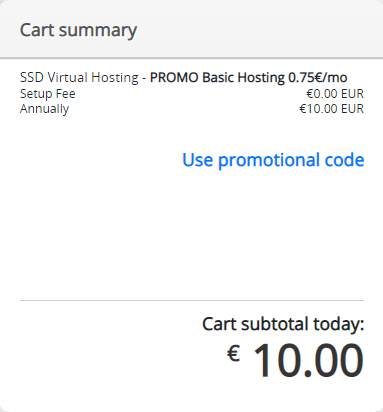 Cart summary
SSD Virtual Hosting - PROMO Basic Hosting 0.75€/mo
Setup Fee €0.00 EUR
Annually €10.00 EUR
Use promotional code
Cart subtotal today:
€ 10.00